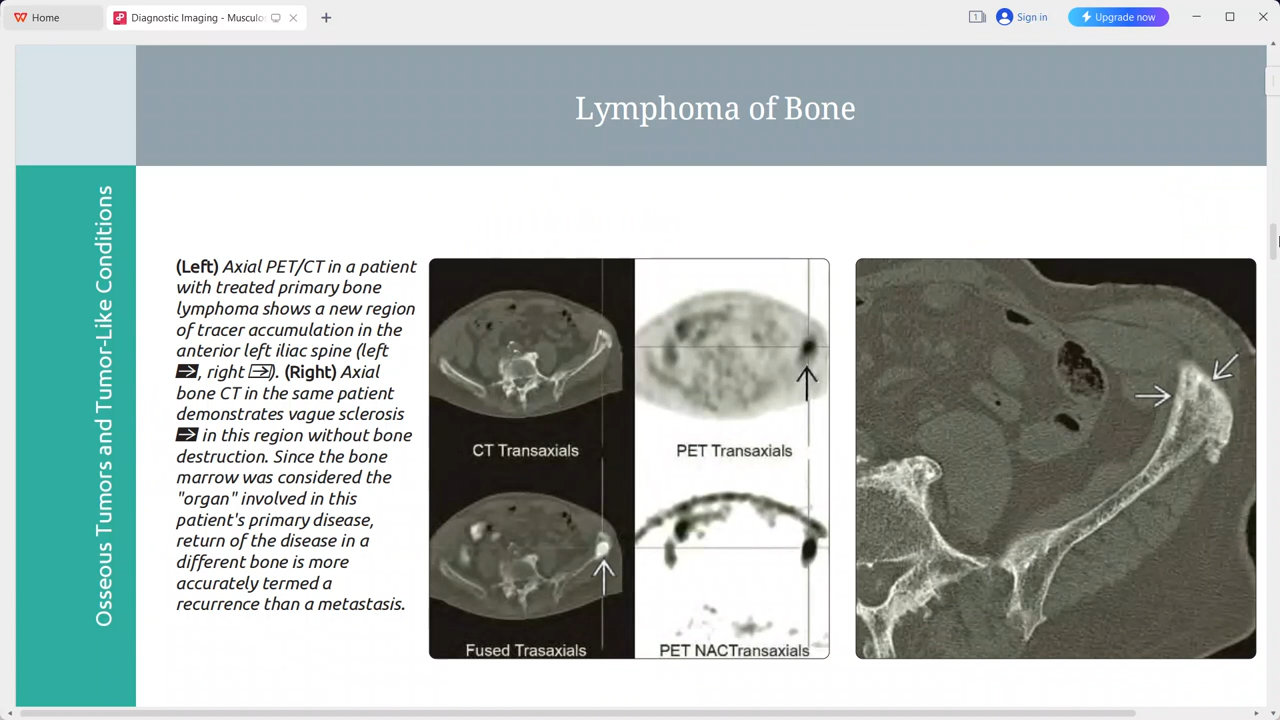 Home
Diagnostic Imaging - Musculos
1
Sign in
Upgrade now
Lymphoma of Bone
Osseous Tumors and Tumor-Like Conditions
(Left) Axial PET/CT in a patient
with treated primary bone
lymphoma shows a new region
of tracer accumulation in the
anterior left iliac spine (left
, right ). (Right) Axial
bone CT in the same patient
demonstrates vague sclerosis
in this region without bone
destruction. Since the bone
marrow was considered the
"organ" involved in this
patient's primary disease,
return of the disease in a
different bone is more
accurately termed a
recurrence than a metastasis.
CT Transaxials
PET Transaxials
Fused Trasaxials
PET NACTransaxials